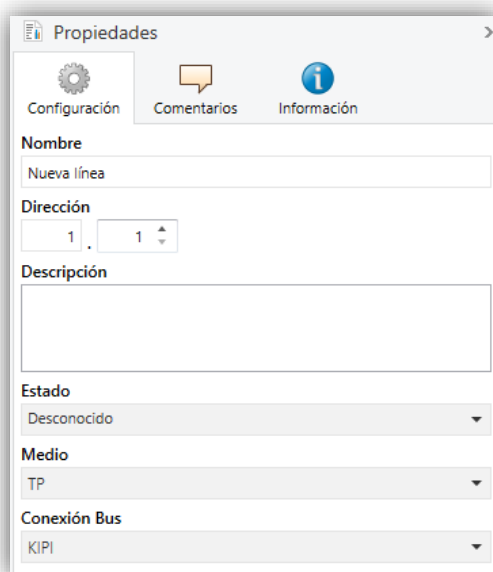 Propiedades
Configuración Comentarios Información
Nombre
Nueva línea
Dirección
1 . 1
Descripción
Estado
Desconocido
Medio
TP
Conexión Bus
KIPI